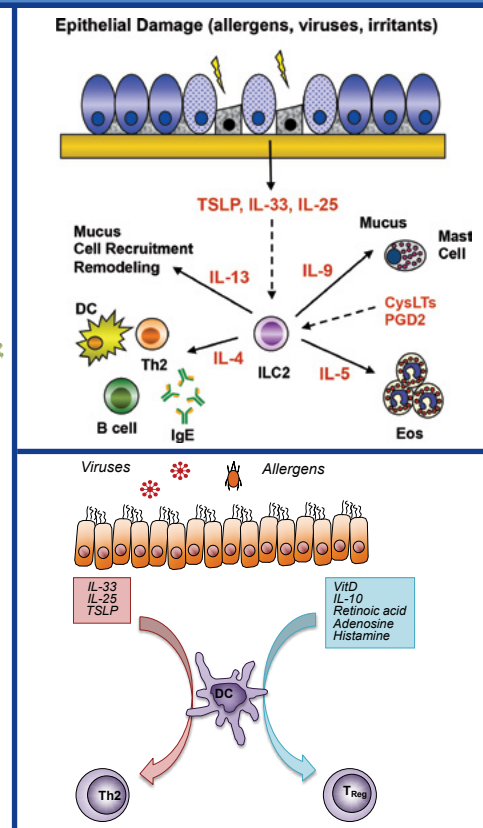 Epithelial Damage (allergens, viruses, irritants)
TSLP, IL-33, IL-25
Mucus
Cell Recruitment
Remodeling
IL-13
IL-9
Mucus
Mast
Cell
CysLTs
PGD2
DC
Th2
IL-4
ILC2
IL-5
B cell
IgE
Eos
Viruses
Allergens
IL-33
IL-25
TSLP
VitD
IL-10
Retinoic acid
Adenosine
Histamine
DC
Th2
TReg